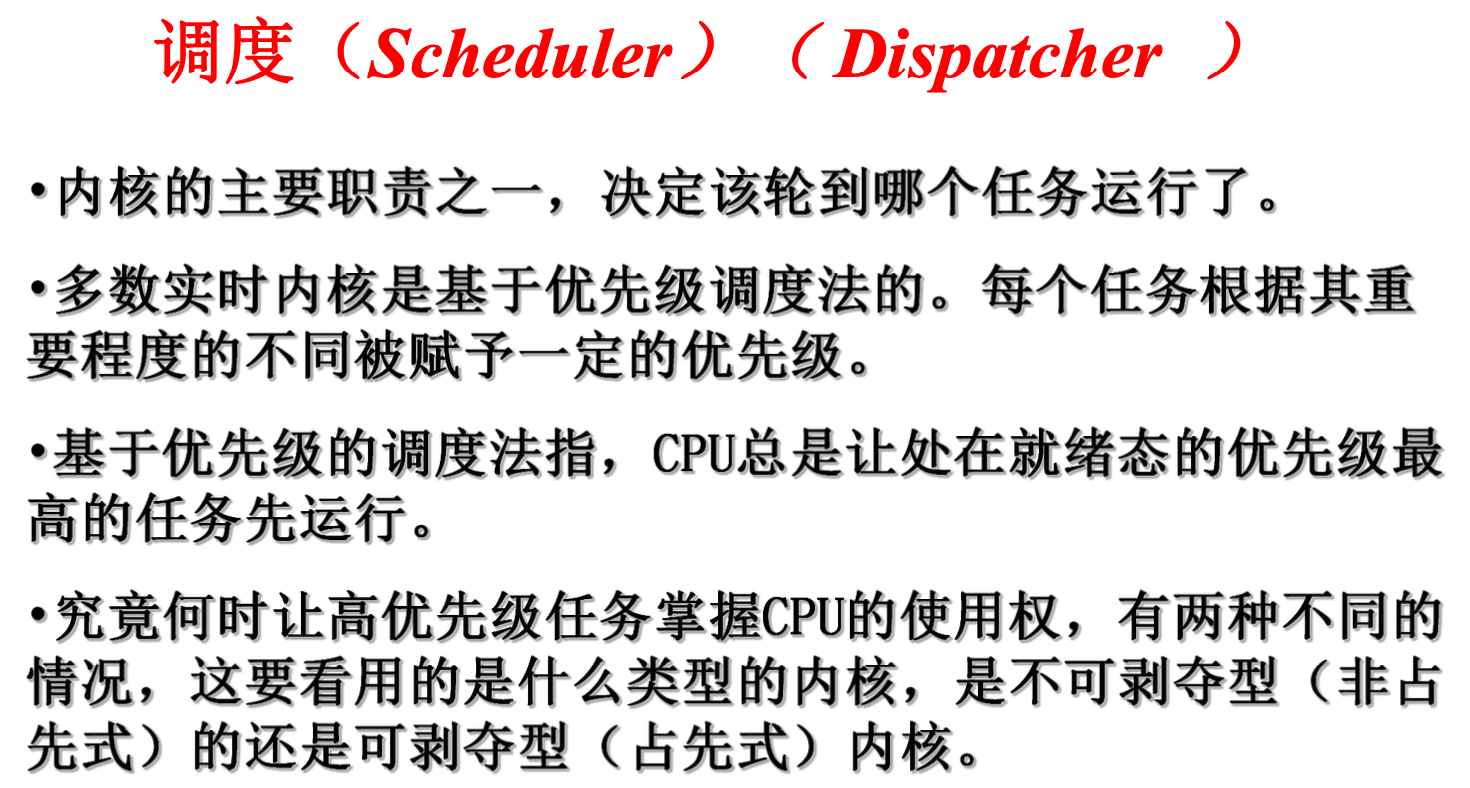 调度（Scheduler）（ Dispatcher ）
•内核的主要职责之一，决定该轮到哪个任务运行了。
•多数实时内核是基于优先级调度法的。每个任务根据其重
要程度的不同被赋予一定的优先级。
•基于优先级的调度法指，CPU总是让处在就绪态的优先级最
高的任务先运行。
•究竟何时让高优先级任务掌握CPU的使用权，有两种不同的
情况，这要看用的是什么类型的内核，是不可剥夺型（非占
先式）的还是可剥夺型（占先式）内核。